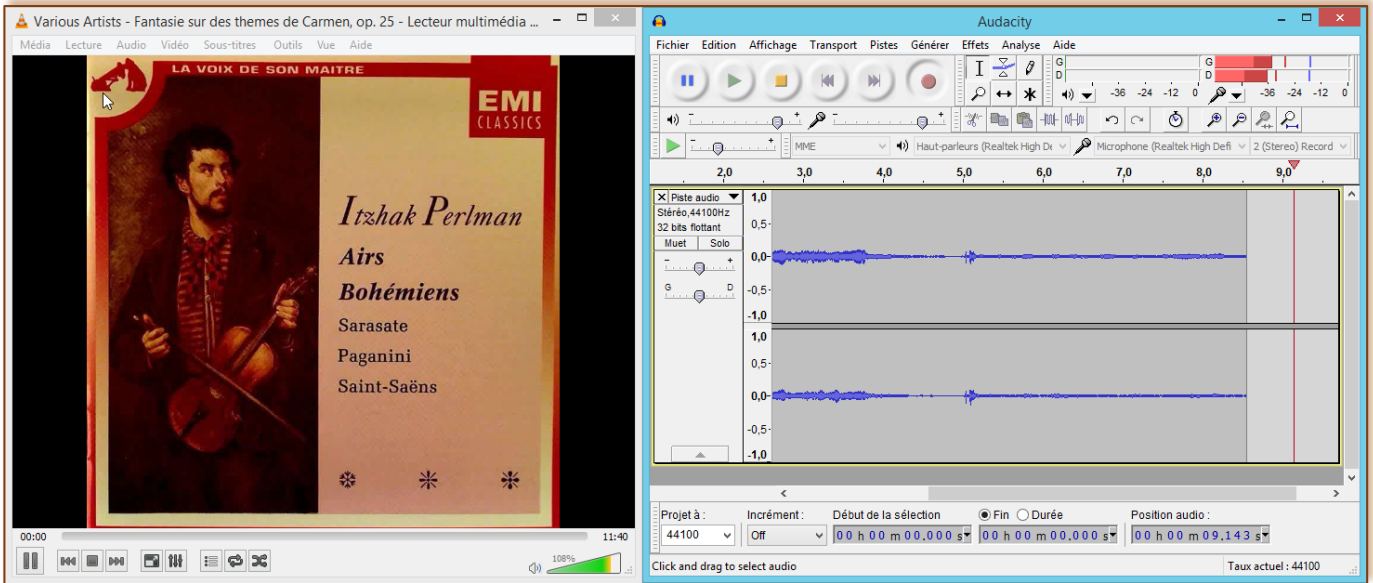 Various Artists - Fantasie sur des themes de Carmen, op. 25 - Lecteur multimédia ...
Média Lecture Audio Vidéo Sous-titres Outils Vue Aide
LA VOIX DE SON MAITRE
EMI
CLASSICS
Itzhak Perlman
Airs
Bohémiens
Sarasate
Paganini
Saint-Saëns
00:00 11:40
108%
Audacity
Fichier Edition Affichage Transport Pistes Générer Effets Analyse Aide
G G
D D
-36 -24 -12 0 -36 -24 -12 0
- + - +
- + MME Haut-parleurs (Realtek High De Microphone (Realtek High Defi 2 (Stereo) Record
2,0 3,0 4,0 5,0 6,0 7,0 8,0 9,0
X Piste audio 1,0
Stéréo,44100Hz
32 bits flottant 0,5
Muet Solo
- + 0,0
G D -0,5
-1,0
1,0
0,5
0,0
-0,5
-1,0
Projet à : Incrément : Début de la sélection Fin Durée Position audio :
44100 Off 00 h 00 m 00,000 s 00 h 00 m 00,000 s 00 h 00 m 09,143 s
Click and drag to select audio Taux actuel : 44100